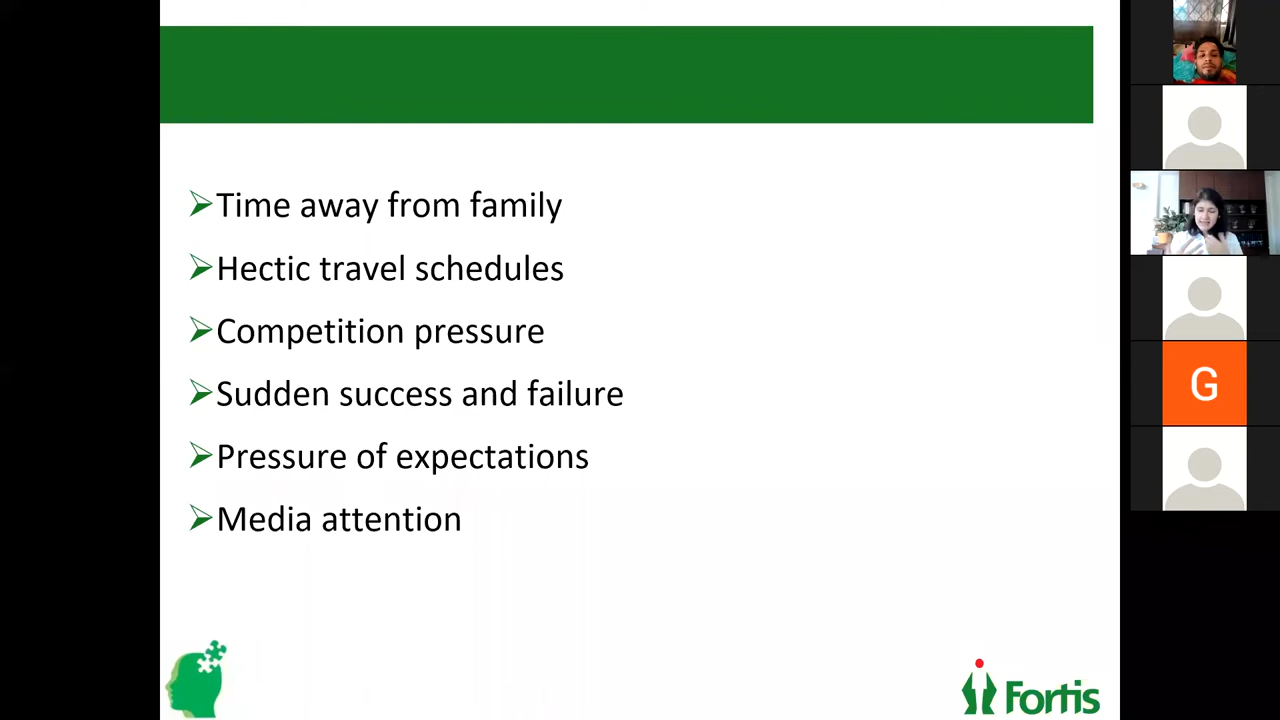 Time away from family
Hectic travel schedules
Competition pressure
Sudden success and failure
Pressure of expectations
Media attention
G
Fortis